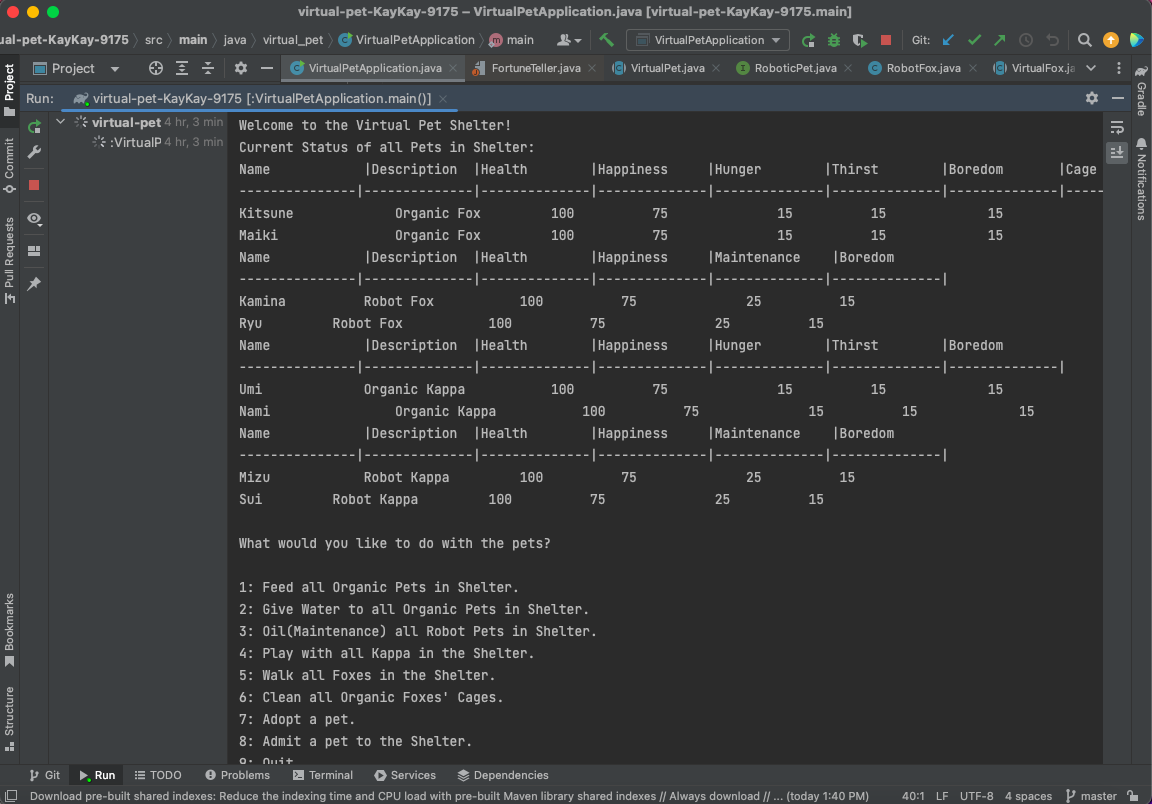 virtual-pet-KayKay-9175 – VirtualPetApplication.java [virtual-pet-KayKay-9175.main]
ual-pet-KayKay-9175 src main java virtual_pet VirtualPetApplication main VirtualPetApplication Git:
Project VirtualPetApplication.java FortuneTeller.java VirtualPet.java RoboticPet.java RobotFox.java VirtualFox.ja
Run: virtual-pet-KayKay-9175 [:VirtualPetApplication.main()]
virtual-pet 4 hr, 3 min
:VirtualP 4 hr, 3 min
Welcome to the Virtual Pet Shelter!
Current Status of all Pets in Shelter:
Name |Description |Health |Happiness |Hunger |Thirst |Boredom |Cage
---------------|--------------|--------------|--------------|--------------|--------------|--------------|-----
Kitsune Organic Fox 100 75 15 15 15
Maiki Organic Fox 100 75 15 15 15
Name |Description |Health |Happiness |Maintenance |Boredom
---------------|--------------|--------------|--------------|--------------|--------------|
Kamina Robot Fox 100 75 25 15
Ryu Robot Fox 100 75 25 15
Name |Description |Health |Happiness |Hunger |Thirst |Boredom
---------------|--------------|--------------|--------------|--------------|--------------|--------------|
Umi Organic Kappa 100 75 15 15 15
Nami Organic Kappa 100 75 15 15 15
Name |Description |Health |Happiness |Maintenance |Boredom
---------------|--------------|--------------|--------------|--------------|--------------|
Mizu Robot Kappa 100 75 25 15
Sui Robot Kappa 100 75 25 15
What would you like to do with the pets?
1: Feed all Organic Pets in Shelter.
2: Give Water to all Organic Pets in Shelter.
3: Oil(Maintenance) all Robot Pets in Shelter.
4: Play with all Kappa in the Shelter.
5: Walk all Foxes in the Shelter.
6: Clean all Organic Foxes' Cages.
7: Adopt a pet.
8: Admit a pet to the Shelter.
9: Quit
Project
Commit
Pull Requests
Bookmarks
Structure
Gradle
Notifications
Git Run TODO Problems Terminal Services Dependencies
Download pre-built shared indexes: Reduce the indexing time and CPU load with pre-built Maven library shared indexes // Always download // ... (today 1:40 PM) 40:1 LF UTF-8 4 spaces master